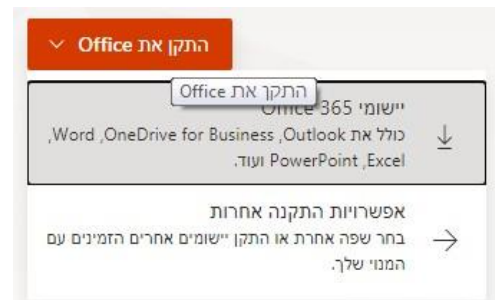 התקן את Office
התקן את Office
יישומי Office 365
כולל את Word ,OneDrive for Business ,Outlook,
PowerPoint ,Excel ועוד.
אפשרויות התקנה אחרות
בחר שפה אחרת או התקן יישומים אחרים הזמינים עם
המנוי שלך.